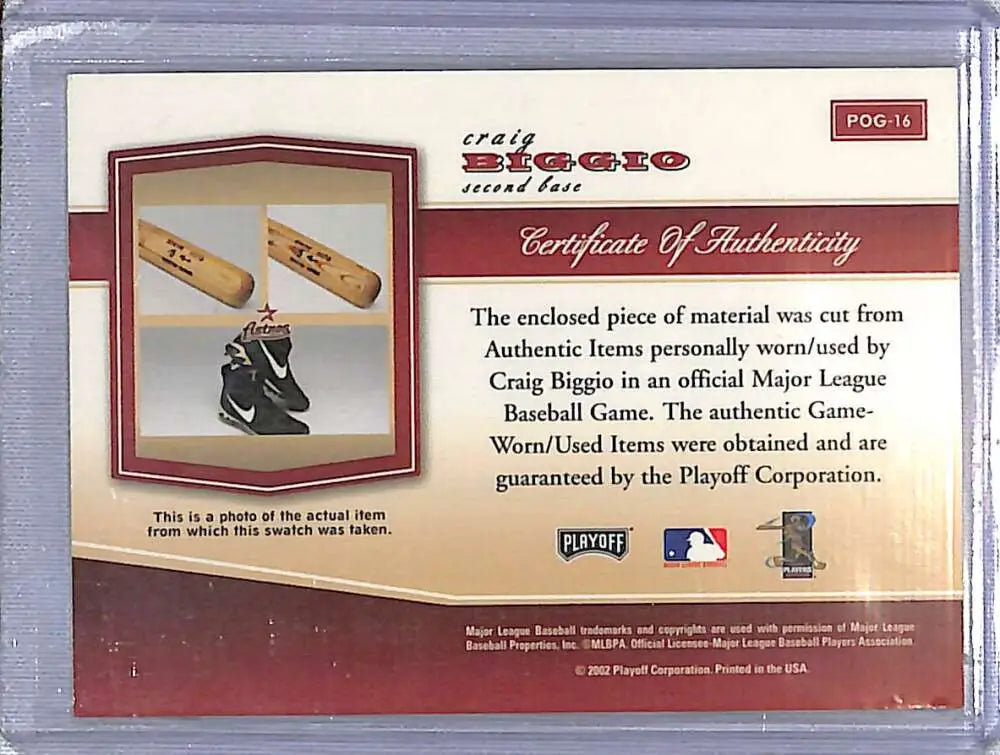 POG-16
craig
BIGGIO
second base
Certificate Of Authenticity
The enclosed piece of material was cut from
Authentic Items personally worn/used by
Craig Biggio in an official Major League
Baseball Game. The authentic Game-
Worn/Used Items were obtained and are
guaranteed by the Playoff Corporation.
Astros
This is a photo of the actual item
from which this swatch was taken.
PLAYOFF
MAJOR LEAGUE BASEBALL
PLAYERS
Major League Baseball trademarks and copyrights are used with permission of Major League
Baseball Properties, Inc. ©MLBPA. Official Licensee-Major League Baseball Players Association.
© 2002 Playoff Corporation. Printed in the USA.